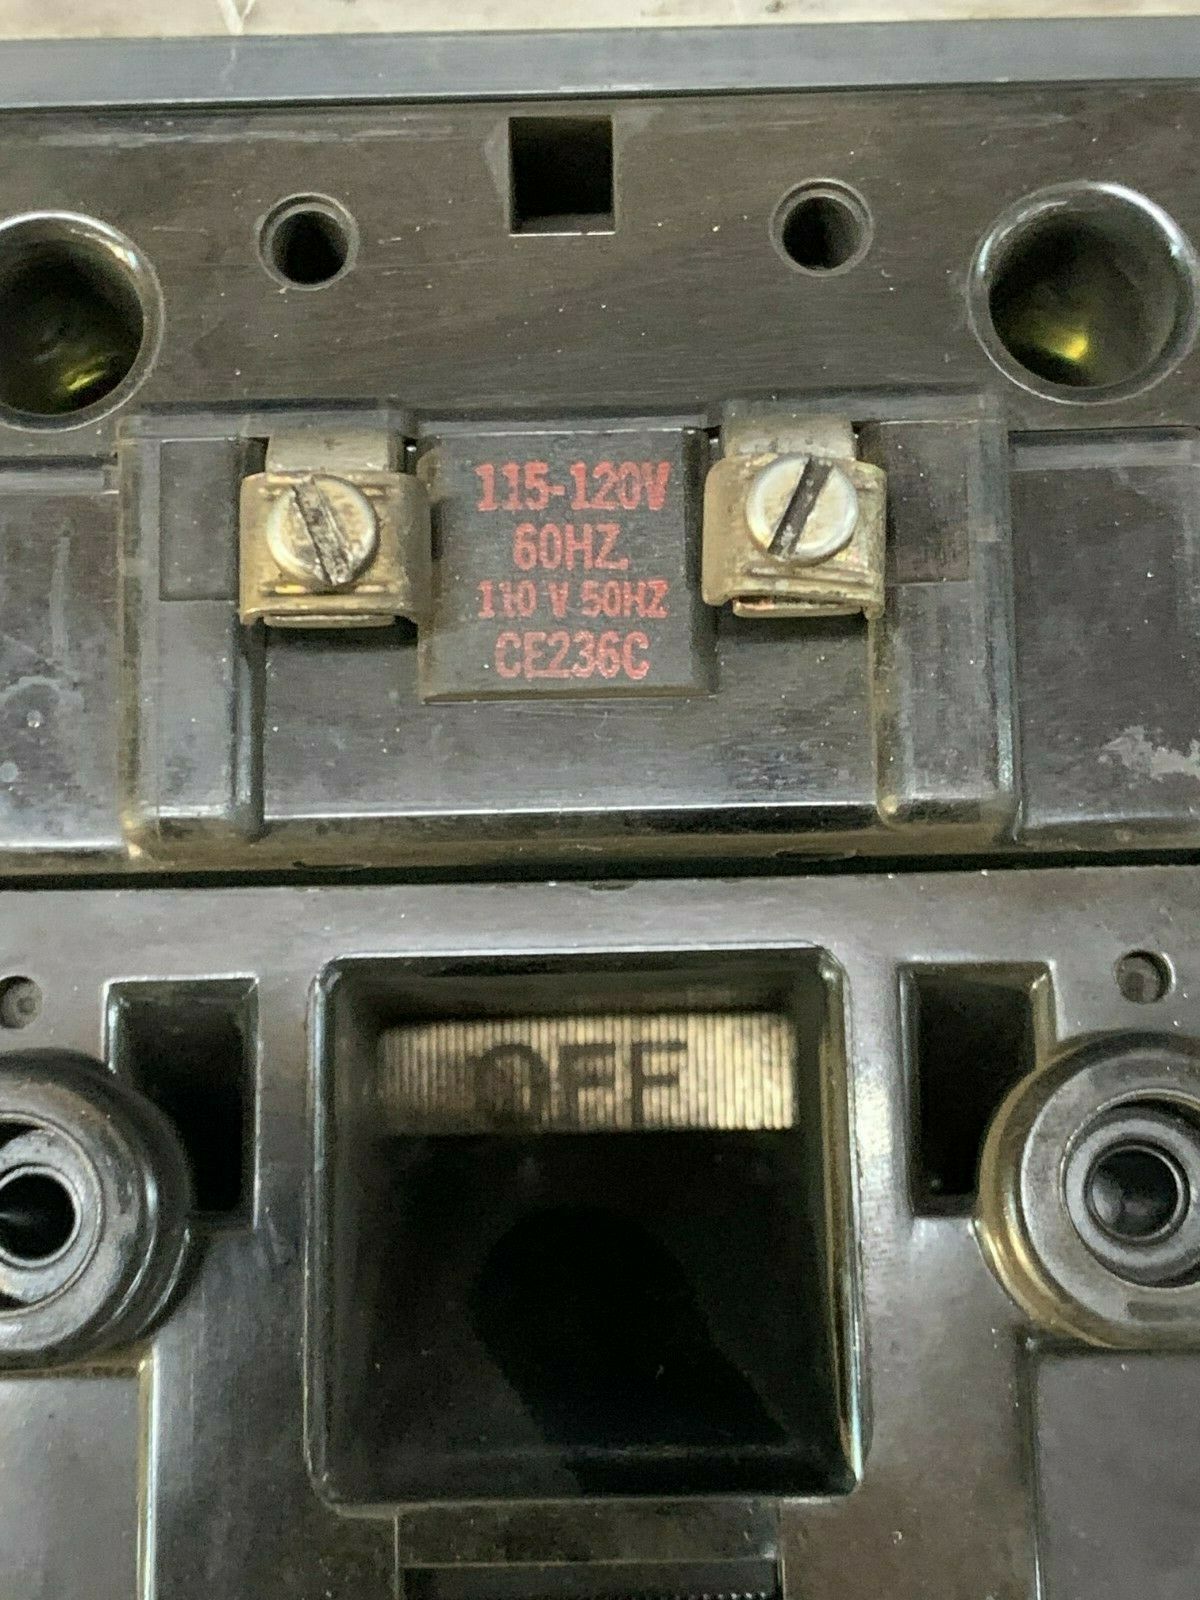 115-120V
60HZ.
110 V 50HZ
CE236C
OFF